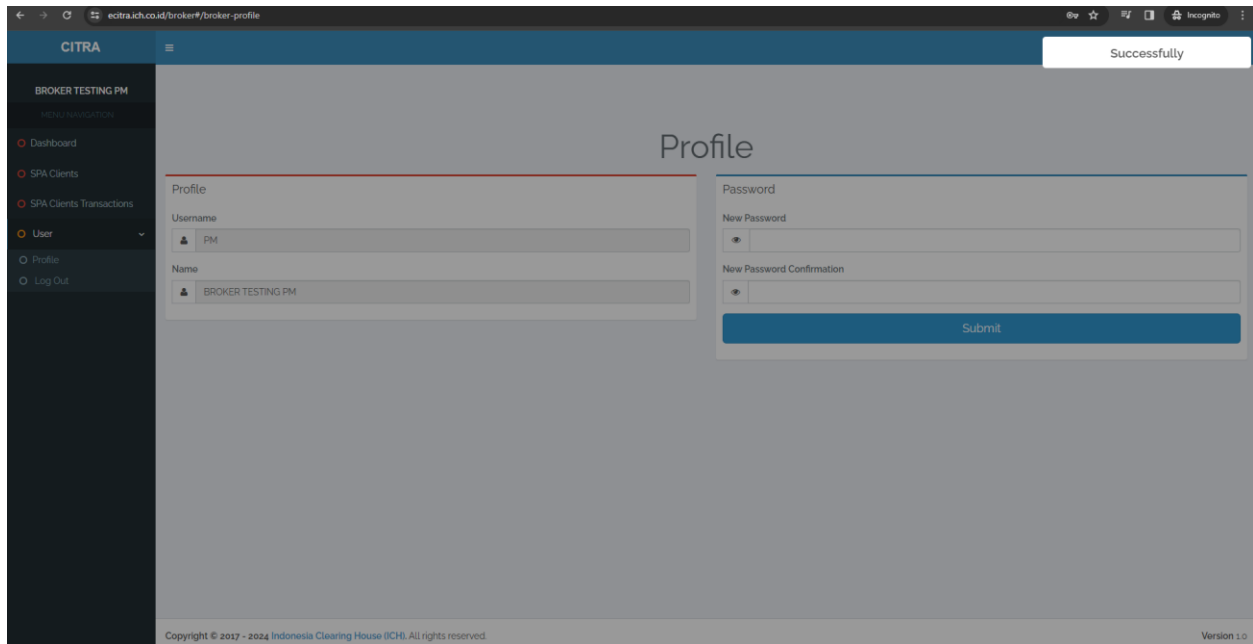 ecitra.ich.co.id/broker#/broker-profile
Incognito
CITRA
Successfully
BROKER TESTING PM
MENU NAVIGATION
Dashboard
SPA Clients
SPA Clients Transactions
User
Profile
Log Out
Profile
Profile
Username
PM
Name
BROKER TESTING PM
Password
New Password
New Password Confirmation
Submit
Copyright © 2017 - 2024 Indonesia Clearing House (ICH). All rights reserved.
Version 1.0